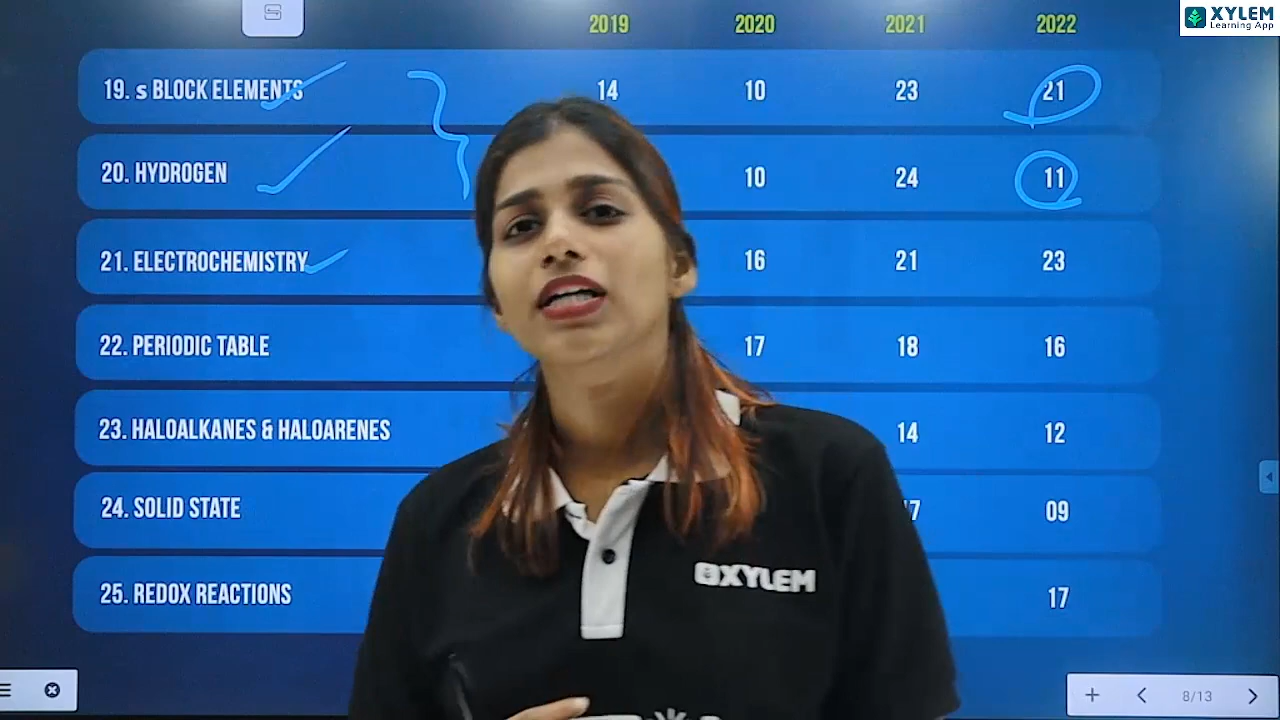 XYLEM
Learning App
2019 2020 2021 2022
19. s BLOCK ELEMENTS 14 10 23 21
20. HYDROGEN 10 24 11
21. ELECTROCHEMISTRY 16 21 23
22. PERIODIC TABLE 17 18 16
23. HALOALKANES & HALOARENES 14 12
24. SOLID STATE 09
25. REDOX REACTIONS 17
XYLEM
8/13